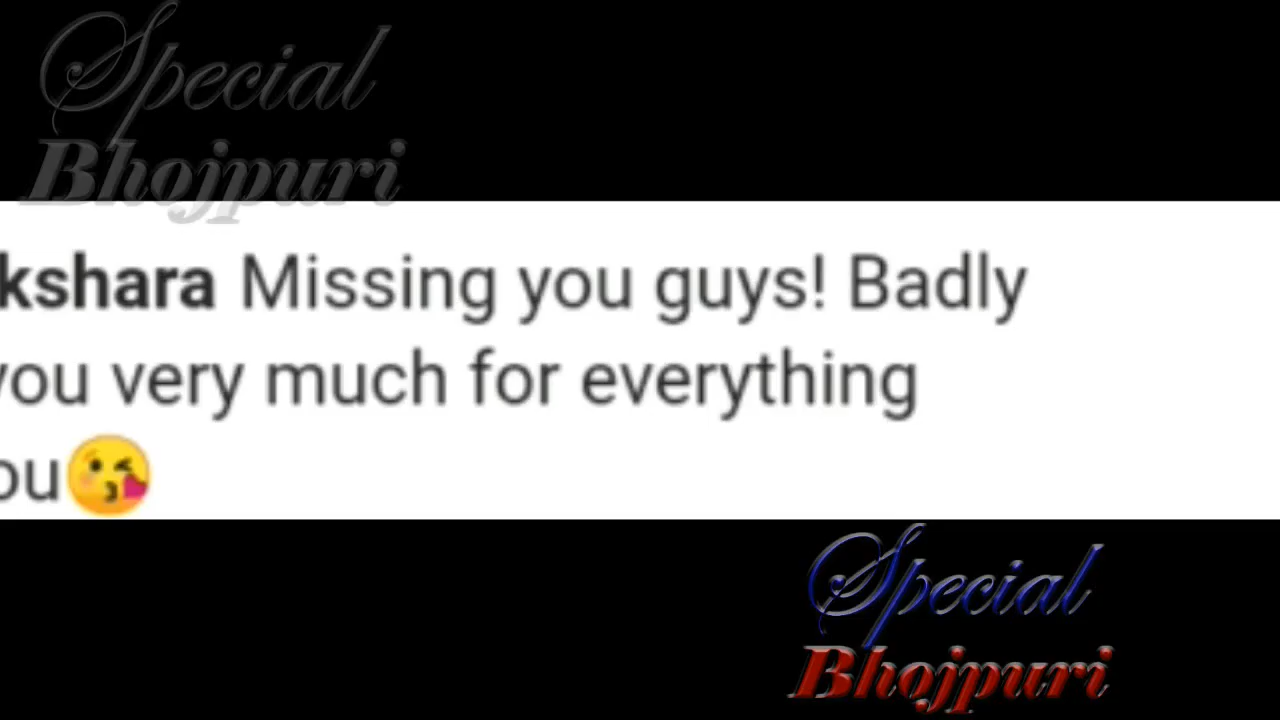 Special
Bhojpuri
kshara Missing you guys! Badly
you very much for everything
ou😘
Special
Bhojpuri